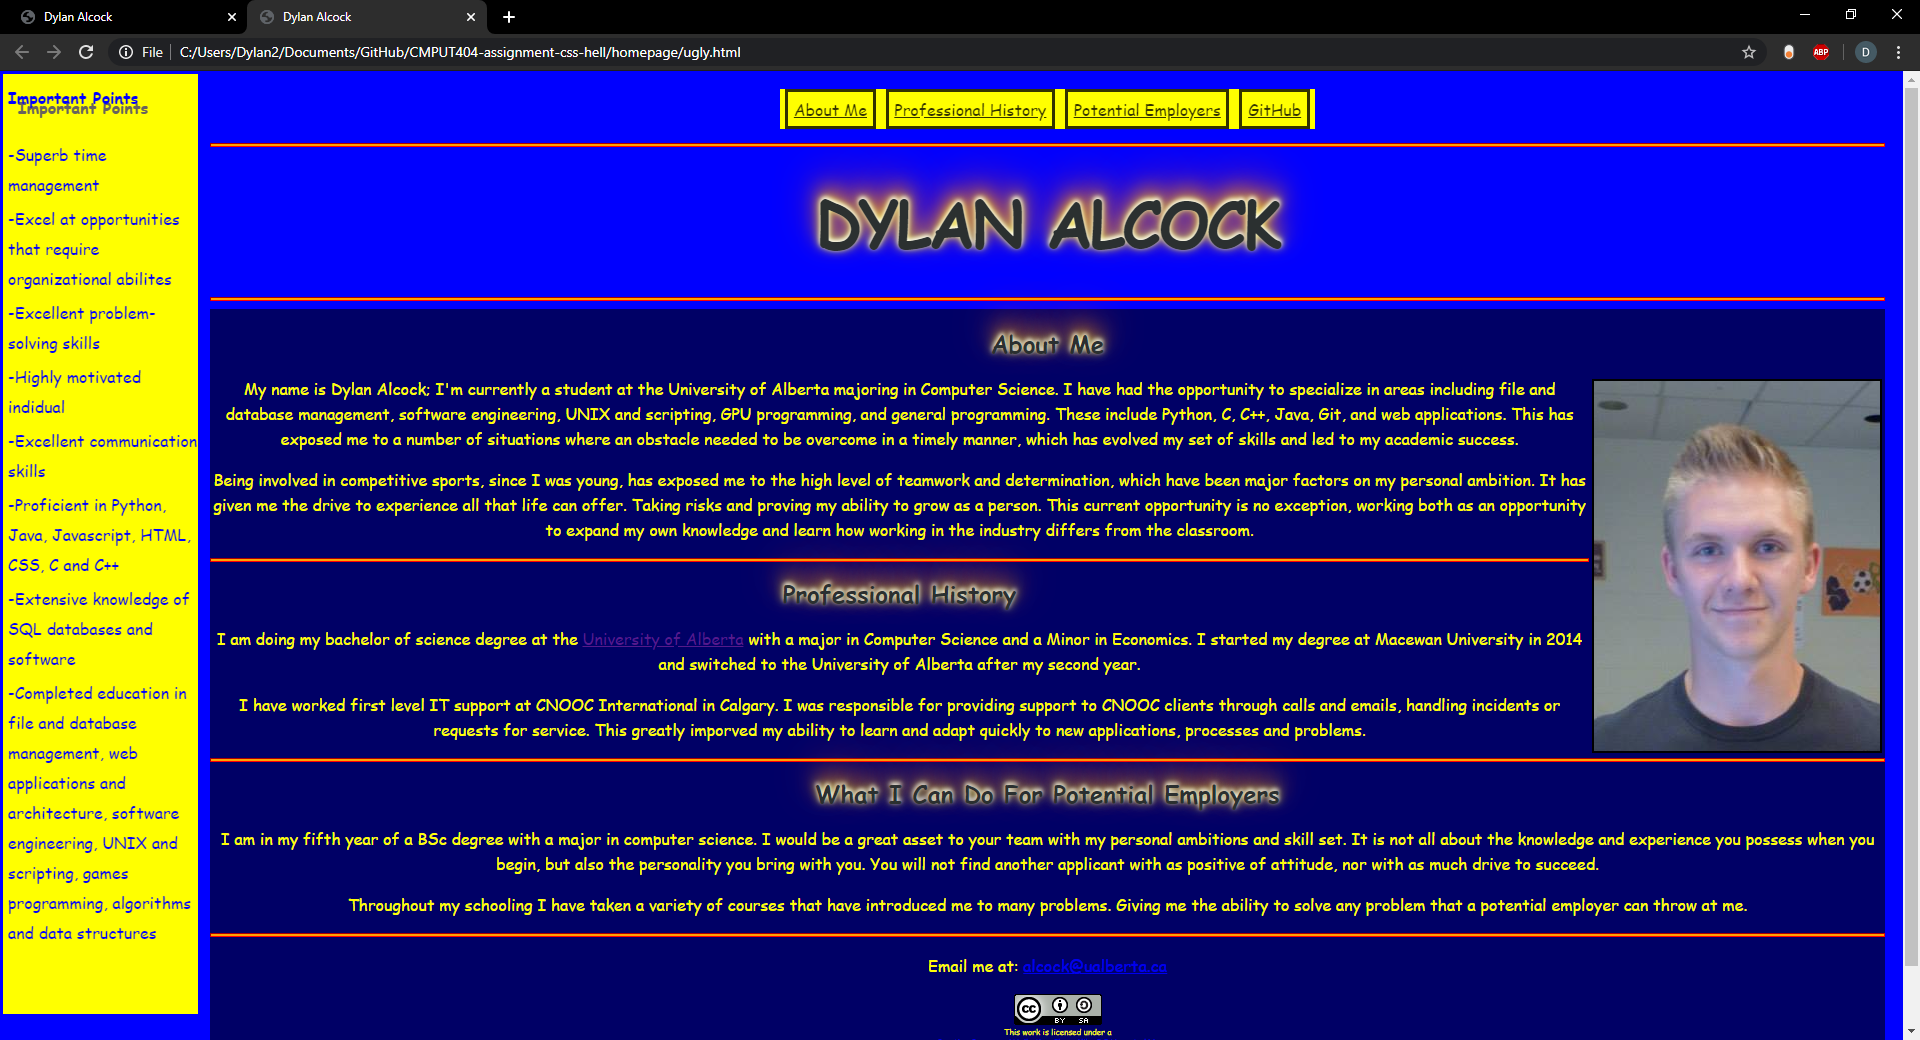 Dylan Alcock
Dylan Alcock
File
C:/Users/Dylan2/Documents/GitHub/CMPUT404-assignment-css-hell/homepage/ugly.html
ABP
D
Important Points
-Superb time
management
-Excel at opportunities
that require
organizational abilites
-Excellent problem-
solving skills
-Highly motivated
indidual
-Excellent communication
skills
-Proficient in Python,
Java, Javascript, HTML,
CSS, C and C++
-Extensive knowledge of
SQL databases and
software
-Completed education in
file and database
management, web
applications and
architecture, software
engineering, UNIX and
scripting, games
programming, algorithms
and data structures
About Me
Professional History
Potential Employers
GitHub
DYLAN ALCOCK
About Me
My name is Dylan Alcock; I'm currently a student at the University of Alberta majoring in Computer Science. I have had the opportunity to specialize in areas including file and
database management, software engineering, UNIX and scripting, GPU programming, and general programming. These include Python, C, C++, Java, Git, and web applications. This has
exposed me to a number of situations where an obstacle needed to be overcome in a timely manner, which has evolved my set of skills and led to my academic success.
Being involved in competitive sports, since I was young, has exposed me to the high level of teamwork and determination, which have been major factors on my personal ambition. It has
given me the drive to experience all that life can offer. Taking risks and proving my ability to grow as a person. This current opportunity is no exception, working both as an opportunity
to expand my own knowledge and learn how working in the industry differs from the classroom.
Professional History
I am doing my bachelor of science degree at the University of Alberta with a major in Computer Science and a Minor in Economics. I started my degree at Macewan University in 2014
and switched to the University of Alberta after my second year.
I have worked first level IT support at CNOOC International in Calgary. I was responsible for providing support to CNOOC clients through calls and emails, handling incidents or
requests for service. This greatly imporved my ability to learn and adapt quickly to new applications, processes and problems.
What I Can Do For Potential Employers
I am in my fifth year of a BSc degree with a major in computer science. I would be a great asset to your team with my personal ambitions and skill set. It is not all about the knowledge and experience you possess when you
begin, but also the personality you bring with you. You will not find another applicant with as positive of attitude, nor with as much drive to succeed.
Throughout my schooling I have taken a variety of courses that have introduced me to many problems. Giving me the ability to solve any problem that a potential employer can throw at me.
Email me at: alcock@ualberta.ca
cc BY SA
This work is licensed under a